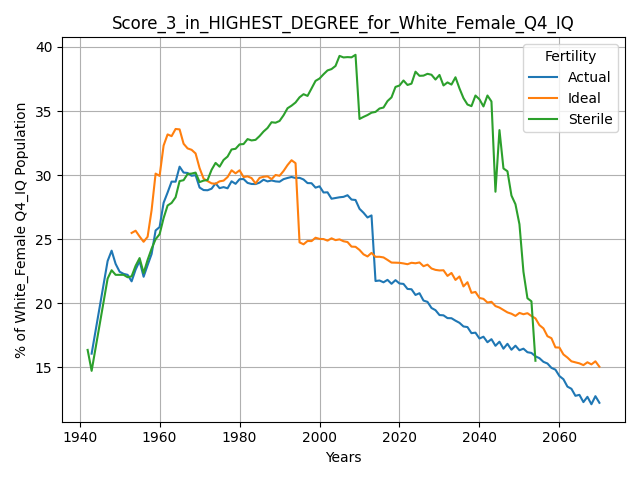 Score_3_in_HIGHEST_DEGREE_for_White_Female_Q4_IQ
% of White_Female Q4_IQ Population
40
35
30
25
20
15
1940
1960
1980
2000
2020
2040
2060
Years
Fertility
Actual
Ideal
Sterile